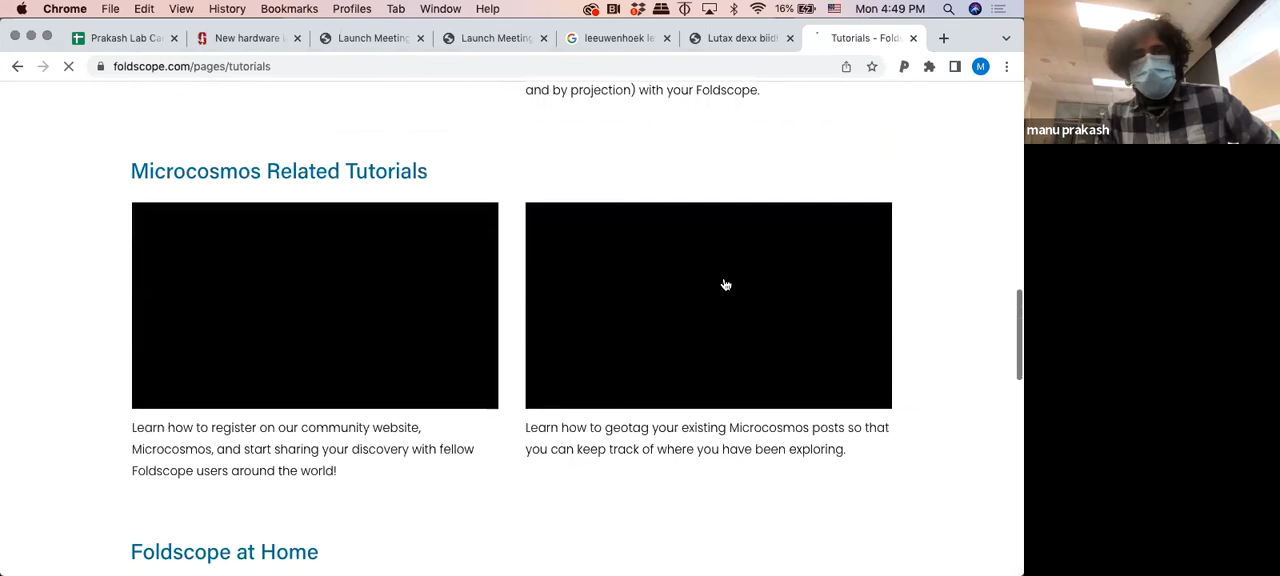 Chrome File Edit View History Bookmarks Profiles Tab Window Help 16% Mon 4:49 PM
Prakash Lab Ca New hardware Launch Meeting Launch Meeting leeuwenhoek le Lutax dexx biid! Tutorials - Folds
foldscope.com/pages/tutorials
and by projection) with your Foldscope.
manu prakash
Microcosmos Related Tutorials
Learn how to register on our community website,
Microcosmos, and start sharing your discovery with fellow
Foldscope users around the world!
Learn how to geotag your existing Microcosmos posts so that
you can keep track of where you have been exploring.
Foldscope at Home